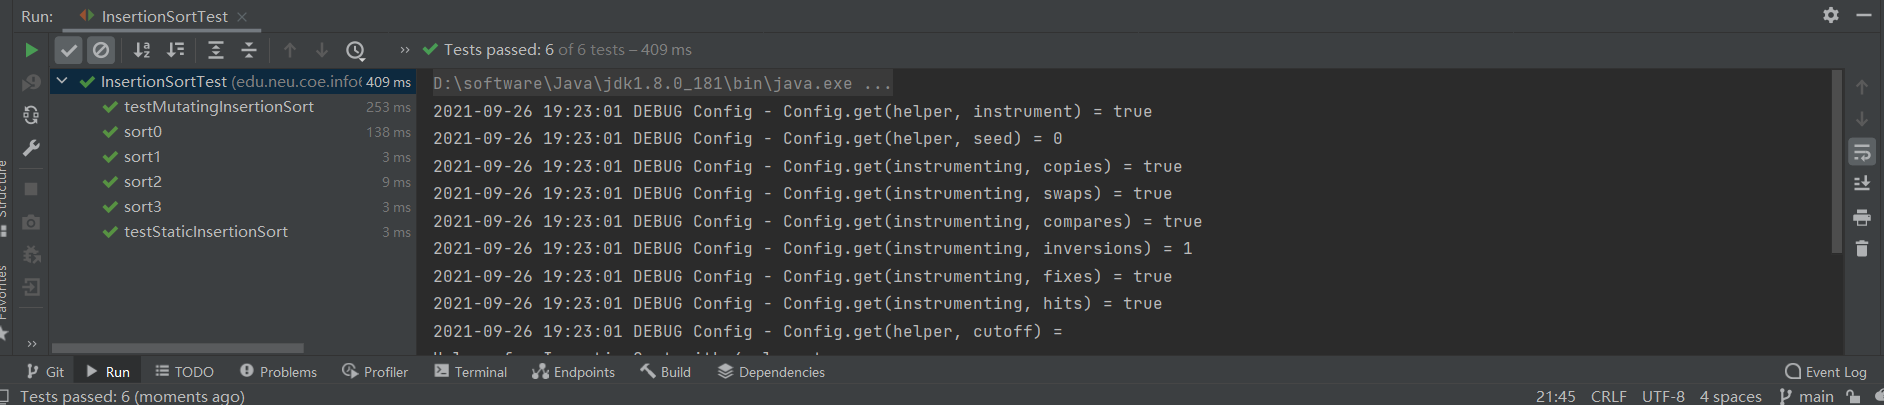 Run: InsertionSortTest
Tests passed: 6 of 6 tests – 409 ms
InsertionSortTest (edu.neu.coe.info6 409 ms
testMutatingInsertionSort 253 ms
sort0 138 ms
sort1 3 ms
sort2 9 ms
sort3 3 ms
testStaticInsertionSort 3 ms
D:\software\Java\jdk1.8.0_181\bin\java.exe ...
2021-09-26 19:23:01 DEBUG Config - Config.get(helper, instrument) = true
2021-09-26 19:23:01 DEBUG Config - Config.get(helper, seed) = 0
2021-09-26 19:23:01 DEBUG Config - Config.get(instrumenting, copies) = true
2021-09-26 19:23:01 DEBUG Config - Config.get(instrumenting, swaps) = true
2021-09-26 19:23:01 DEBUG Config - Config.get(instrumenting, compares) = true
2021-09-26 19:23:01 DEBUG Config - Config.get(instrumenting, inversions) = 1
2021-09-26 19:23:01 DEBUG Config - Config.get(instrumenting, fixes) = true
2021-09-26 19:23:01 DEBUG Config - Config.get(instrumenting, hits) = true
2021-09-26 19:23:01 DEBUG Config - Config.get(helper, cutoff) =
Structure
Favorites
Git Run TODO Problems Profiler Terminal Endpoints Build Dependencies Event Log
Tests passed: 6 (moments ago) 21:45 CRLF UTF-8 4 spaces main